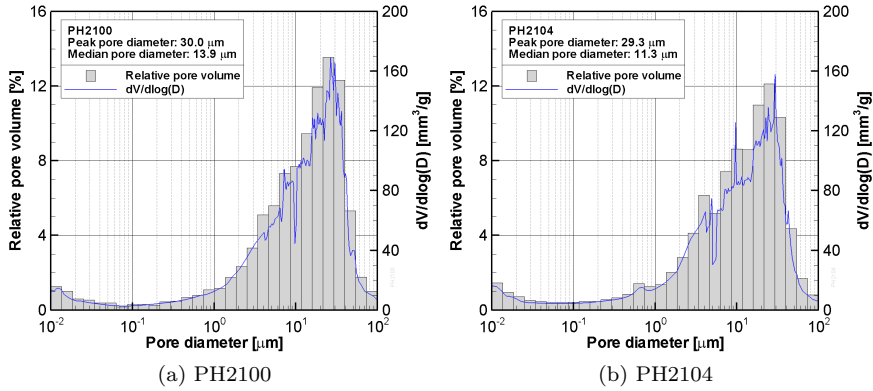 PH2100
Peak pore diameter: 30.0 μm
Median pore diameter: 13.9 μm
Relative pore volume
dV/dlog(D)
Relative pore volume [%]
16
12
8
4
0
200
160
120
80
40
0
dV/dlog(D) [mm³/g]
10⁻² 10⁻¹ 10⁰ 10¹ 10²
Pore diameter [μm]
(a) PH2100
PH2104
Peak pore diameter: 29.3 μm
Median pore diameter: 11.3 μm
Relative pore volume
dV/dlog(D)
Relative pore volume [%]
16
12
8
4
0
200
160
120
80
40
0
dV/dlog(D) [mm³/g]
10⁻² 10⁻¹ 10⁰ 10¹ 10²
Pore diameter [μm]
(b) PH2104